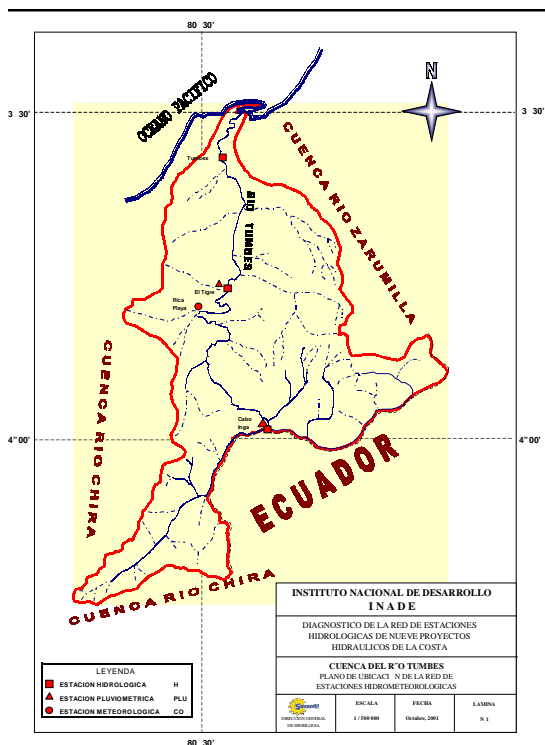 80 30'
OCEANO PACIFICO
N
3 30'
3 30'
CUENCA RIO ZARUMILLA
Tumbes
RIO TUMBES
El Tigre
Rica
Playa
CUENCA RIO CHIRA
Cabo
Inga
4°00'
4°00'
ECUADOR
CUENCA RIO CHIRA
INSTITUTO NACIONAL DE DESARROLLO
I N A D E
DIAGNOSTICO DE LA RED DE ESTACIONES
HIDROLOGICAS DE NUEVE PROYECTOS
HIDRAULICOS DE LA COSTA
CUENCA DEL R˜O TUMBES
PLANO DE UBICACI N DE LA RED DE
ESTACIONES HIDROMETEOROLOGICAS
DIRECCION GENERAL
DE HIDROLOGIA
ESCALA
1 / 500 000
FECHA
Octubre, 2001
LAMINA
N 1
LEYENDA
ESTACION HIDROLOGICA H
ESTACION PLUVIOMETRICA PLU
ESTACION METEOROLOGICA CO
80 30'